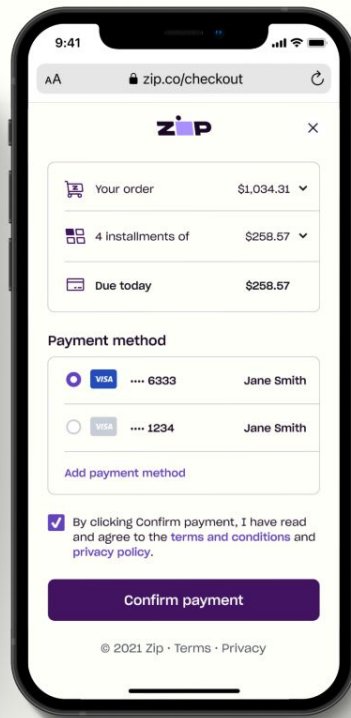 9:41
AA zip.co/checkout
zip
Your order $1,034.31
4 installments of $258.57
Due today $258.57
Payment method
VISA •••• 6333 Jane Smith
VISA •••• 1234 Jane Smith
Add payment method
By clicking Confirm payment, I have read
and agree to the terms and conditions and
privacy policy.
Confirm payment
© 2021 Zip · Terms · Privacy